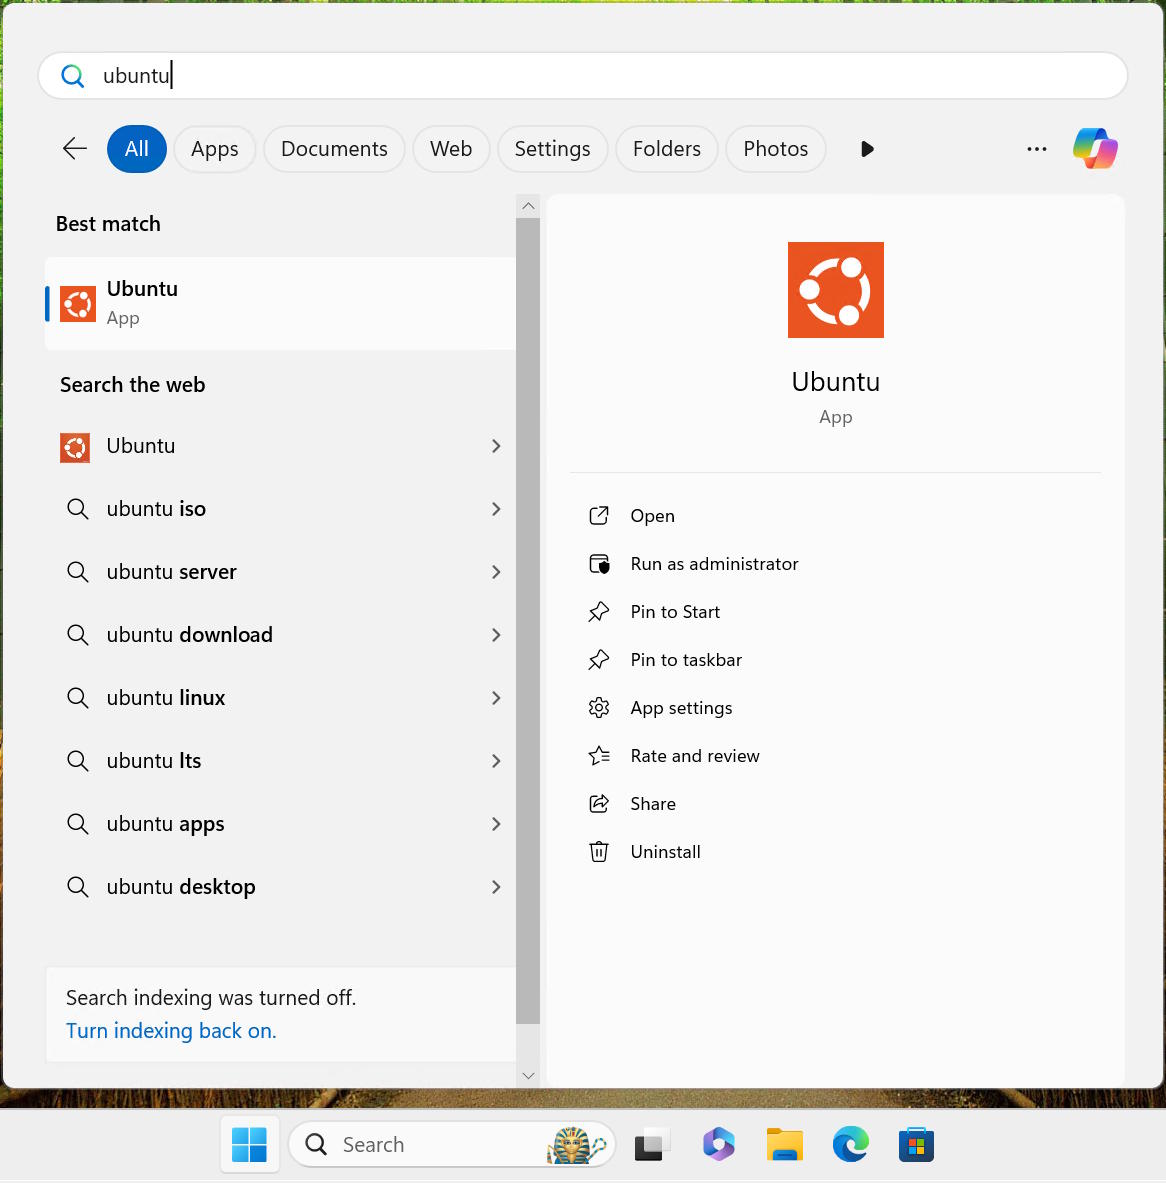 ubuntu
All
Apps
Documents
Web
Settings
Folders
Photos
Best match
Ubuntu
App
Search the web
Ubuntu
ubuntu iso
ubuntu server
ubuntu download
ubuntu linux
ubuntu lts
ubuntu apps
ubuntu desktop
Search indexing was turned off.
Turn indexing back on.
Ubuntu
App
Open
Run as administrator
Pin to Start
Pin to taskbar
App settings
Rate and review
Share
Uninstall
Search